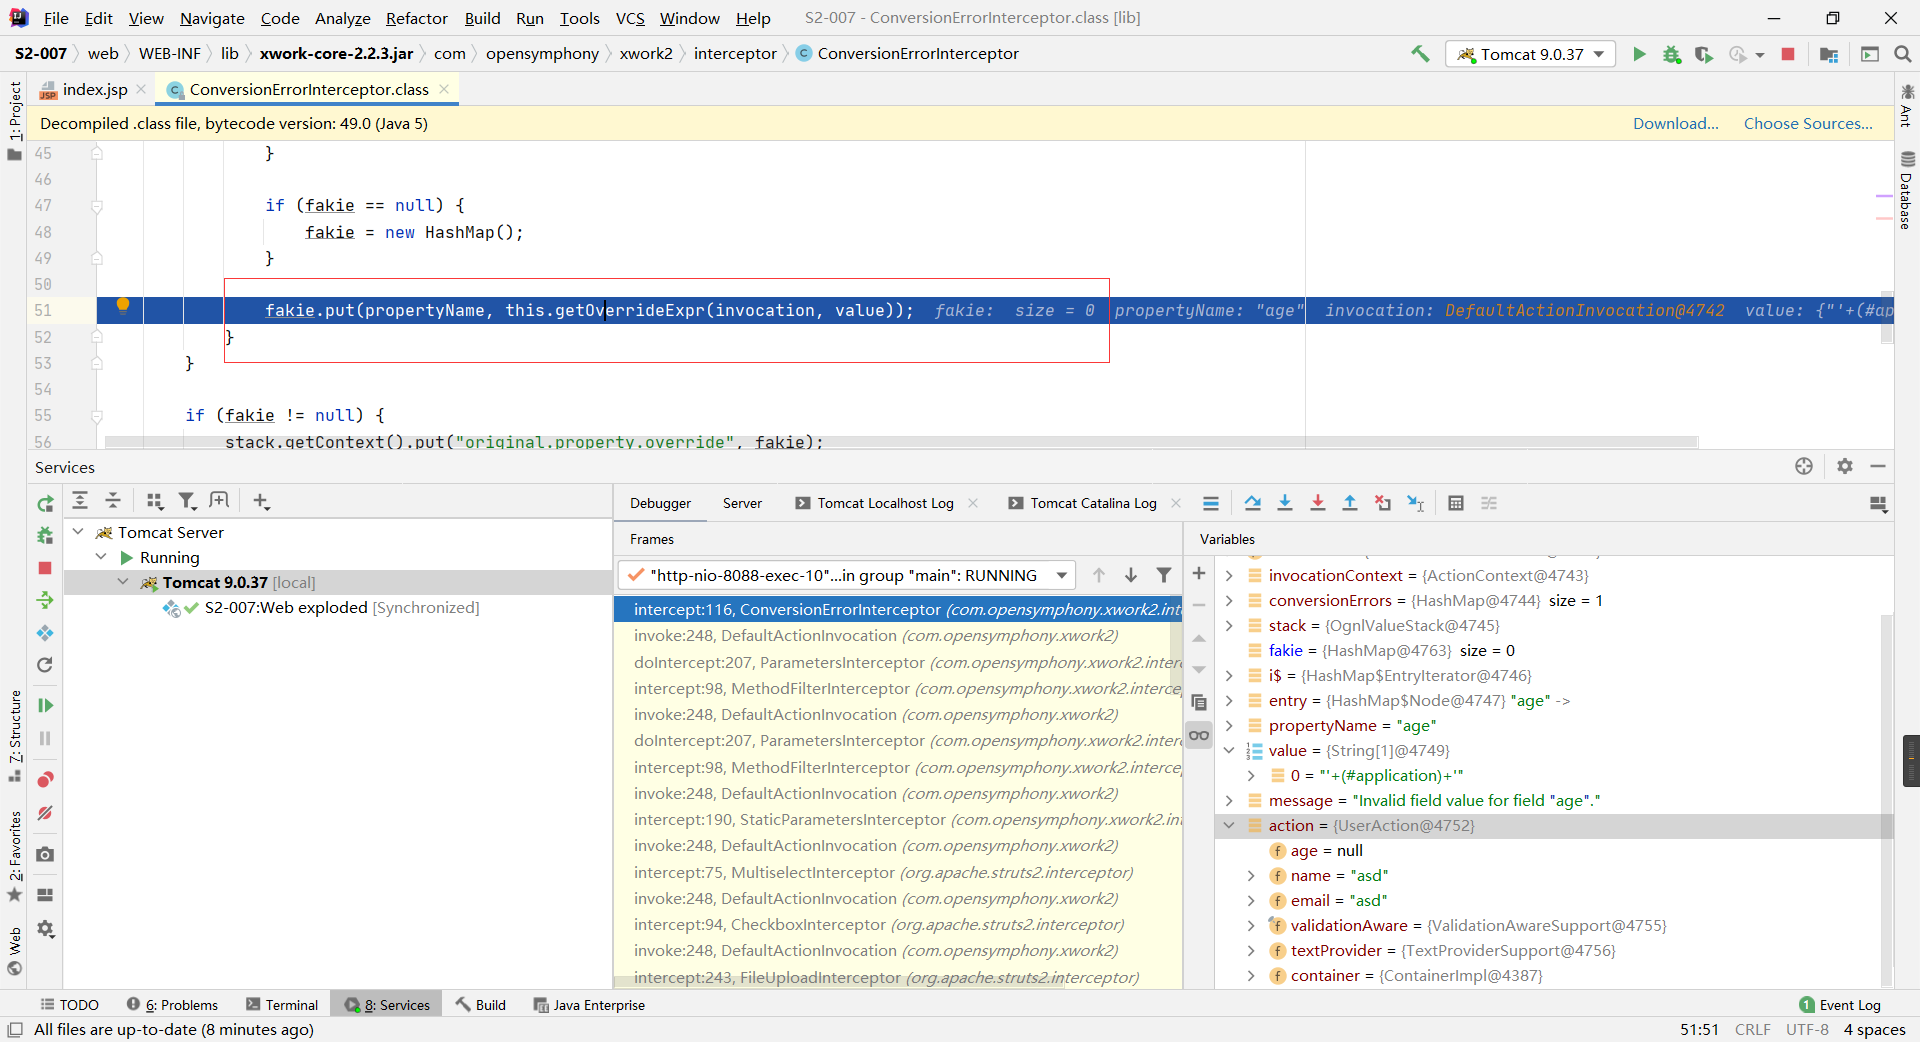 File Edit View Navigate Code Analyze Refactor Build Run Tools VCS Window Help S2-007 - ConversionErrorInterceptor.class [lib]
S2-007 web WEB-INF lib xwork-core-2.2.3.jar com opensymphony xwork2 interceptor ConversionErrorInterceptor Tomcat 9.0.37
index.jsp ConversionErrorInterceptor.class
Decompiled .class file, bytecode version: 49.0 (Java 5) Download... Choose Sources...
1: Project
Ant
Database
45 }
46
47 if (fakie == null) {
48 fakie = new HashMap();
49 }
50
51 fakie.put(propertyName, this.getOverrideExpr(invocation, value)); fakie: size = 0 propertyName: "age" invocation: DefaultActionInvocation@4742 value: {"'+(#ap
52 }
53 }
54
55 if (fakie != null) {
56 stack.getContext().put("original.property.override", fakie);
Services
Debugger Server Tomcat Localhost Log Tomcat Catalina Log
Tomcat Server
Running
Tomcat 9.0.37 [local]
S2-007:Web exploded [Synchronized]
7: Structure
2: Favorites
Web
Frames
"http-nio-8088-exec-10"...in group "main": RUNNING
intercept:116, ConversionErrorInterceptor (com.opensymphony.xwork2.int
invoke:248, DefaultActionInvocation (com.opensymphony.xwork2)
doIntercept:207, ParametersInterceptor (com.opensymphony.xwork2.interc
intercept:98, MethodFilterInterceptor (com.opensymphony.xwork2.interce
invoke:248, DefaultActionInvocation (com.opensymphony.xwork2)
doIntercept:207, ParametersInterceptor (com.opensymphony.xwork2.interc
intercept:98, MethodFilterInterceptor (com.opensymphony.xwork2.interce
invoke:248, DefaultActionInvocation (com.opensymphony.xwork2)
intercept:190, StaticParametersInterceptor (com.opensymphony.xwork2.int
invoke:248, DefaultActionInvocation (com.opensymphony.xwork2)
intercept:75, MultiselectInterceptor (org.apache.struts2.interceptor)
invoke:248, DefaultActionInvocation (com.opensymphony.xwork2)
intercept:94, CheckboxInterceptor (org.apache.struts2.interceptor)
invoke:248, DefaultActionInvocation (com.opensymphony.xwork2)
intercept:243, FileUploadInterceptor (org.apache.struts2.interceptor)
Variables
invocationContext = {ActionContext@4743}
conversionErrors = {HashMap@4744} size = 1
stack = {OgnlValueStack@4745}
fakie = {HashMap@4763} size = 0
i$ = {HashMap$EntryIterator@4746}
entry = {HashMap$Node@4747} "age" ->
propertyName = "age"
value = {String[1]@4749}
0 = "'+(#application)+'"
message = "Invalid field value for field "age"."
action = {UserAction@4752}
age = null
name = "asd"
email = "asd"
validationAware = {ValidationAwareSupport@4755}
textProvider = {TextProviderSupport@4756}
container = {ContainerImpl@4387}
TODO 6: Problems Terminal 8: Services Build Java Enterprise 1 Event Log
All files are up-to-date (8 minutes ago) 51:51 CRLF UTF-8 4 spaces